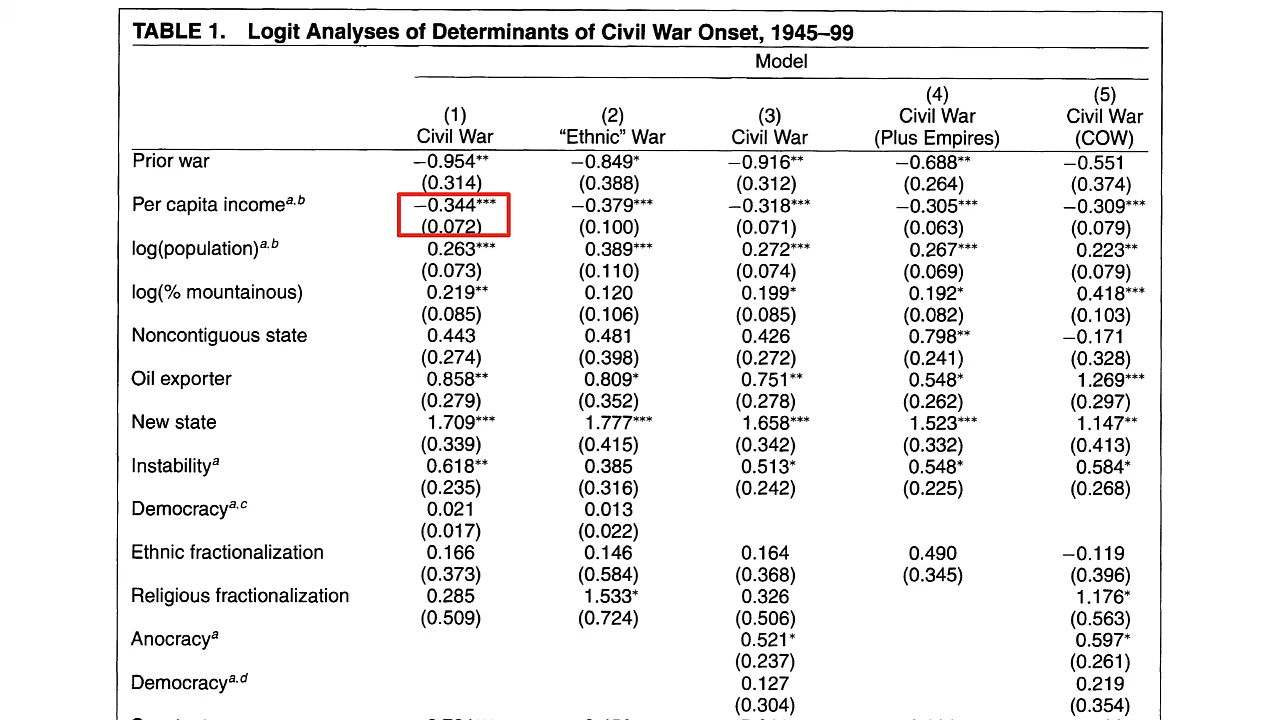 TABLE 1. Logit Analyses of Determinants of Civil War Onset, 1945–99
Model
(1) (2) (3) (4) (5)
Civil War “Ethnic” War Civil War Civil War (Plus Empires) Civil War (COW)
Prior war −0.954** −0.849* −0.916** −0.688** −0.551
(0.314) (0.388) (0.312) (0.264) (0.374)
Per capita income a,b −0.344*** −0.379*** −0.318*** −0.305*** −0.309***
(0.072) (0.100) (0.071) (0.063) (0.079)
log(population) a,b 0.263*** 0.389*** 0.272*** 0.267*** 0.223**
(0.073) (0.110) (0.074) (0.069) (0.079)
log(% mountainous) 0.219** 0.120 0.199* 0.192* 0.418***
(0.085) (0.106) (0.085) (0.082) (0.103)
Noncontiguous state 0.443 0.481 0.426 0.798** −0.171
(0.274) (0.398) (0.272) (0.241) (0.328)
Oil exporter 0.858** 0.809* 0.751** 0.548* 1.269***
(0.279) (0.352) (0.278) (0.262) (0.297)
New state 1.709*** 1.777*** 1.658*** 1.523*** 1.147**
(0.339) (0.415) (0.342) (0.332) (0.413)
Instability a 0.618** 0.385 0.513* 0.548* 0.584*
(0.235) (0.316) (0.242) (0.225) (0.268)
Democracy a,c 0.021 0.013
(0.017) (0.022)
Ethnic fractionalization 0.166 0.146 0.164 0.490 −0.119
(0.373) (0.584) (0.368) (0.345) (0.396)
Religious fractionalization 0.285 1.533* 0.326 1.176*
(0.509) (0.724) (0.506) (0.563)
Anocracy a 0.521* 0.597*
(0.237) (0.261)
Democracy a,d 0.127 0.219
(0.304) (0.354)